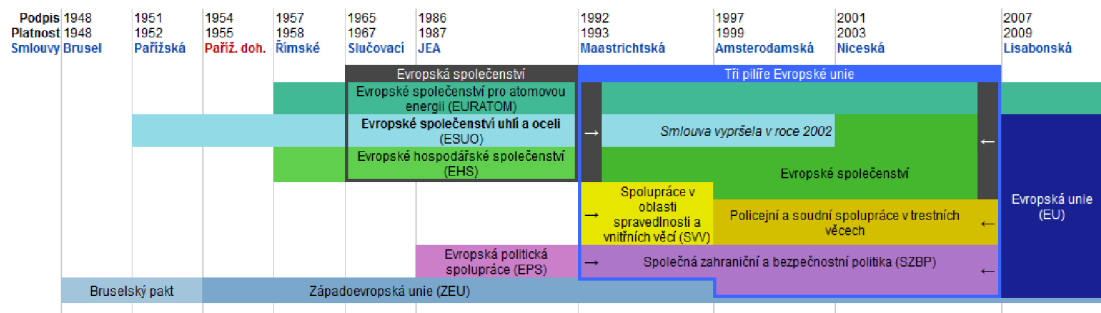 Podpis 1948 1951 1954 1957 1965 1986 1992 1997 2001 2007
Platnost 1948 1952 1955 1958 1967 1987 1993 1999 2003 2009
Smlouvy Brusel Pařížská Paříž. doh. Římské Slučovací JEA Maastrichtská Amsterodamská Niceská Lisabonská
Evropská společenství
Tři pilíře Evropské unie
Evropské společenství pro atomovou
energii (EURATOM)
Evropské společenství uhlí a oceli
(ESUO)
→
Smlouva vypršela v roce 2002
←
Evropské hospodářské společenství
(EHS)
Evropské společenství
Evropská unie
(EU)
→
Spolupráce v
oblasti
spravedlnosti a
vnitřních věcí (SVV)
Policejní a soudní spolupráce v trestních
věcech
←
Evropská politická
spolupráce (EPS)
→
Společná zahraniční a bezpečnostní politika (SZBP)
←
Bruselský pakt
Západoevropská unie (ZEU)